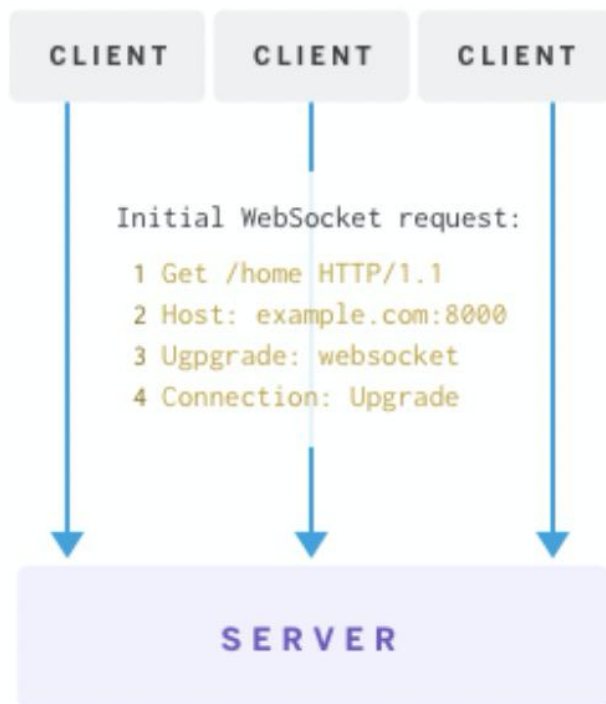 CLIENT CLIENT CLIENT
Initial WebSocket request:
1 Get /home HTTP/1.1
2 Host: example.com:8000
3 Ugpgrade: websocket
4 Connection: Upgrade
SERVER